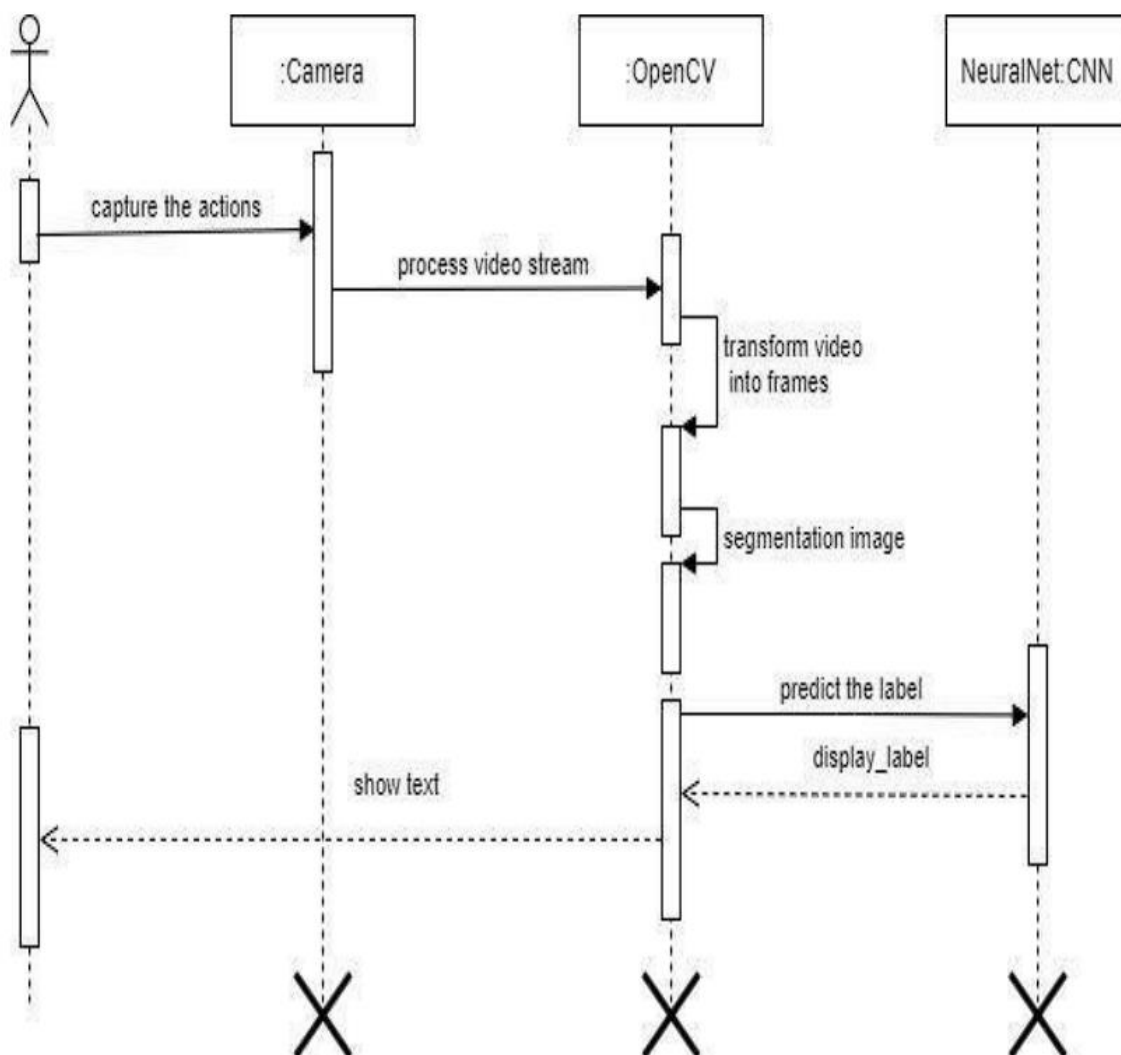 :Camera
:OpenCV
NeuralNet:CNN
capture the actions
process video stream
transform video
into frames
segmentation image
predict the label
display_label
show text